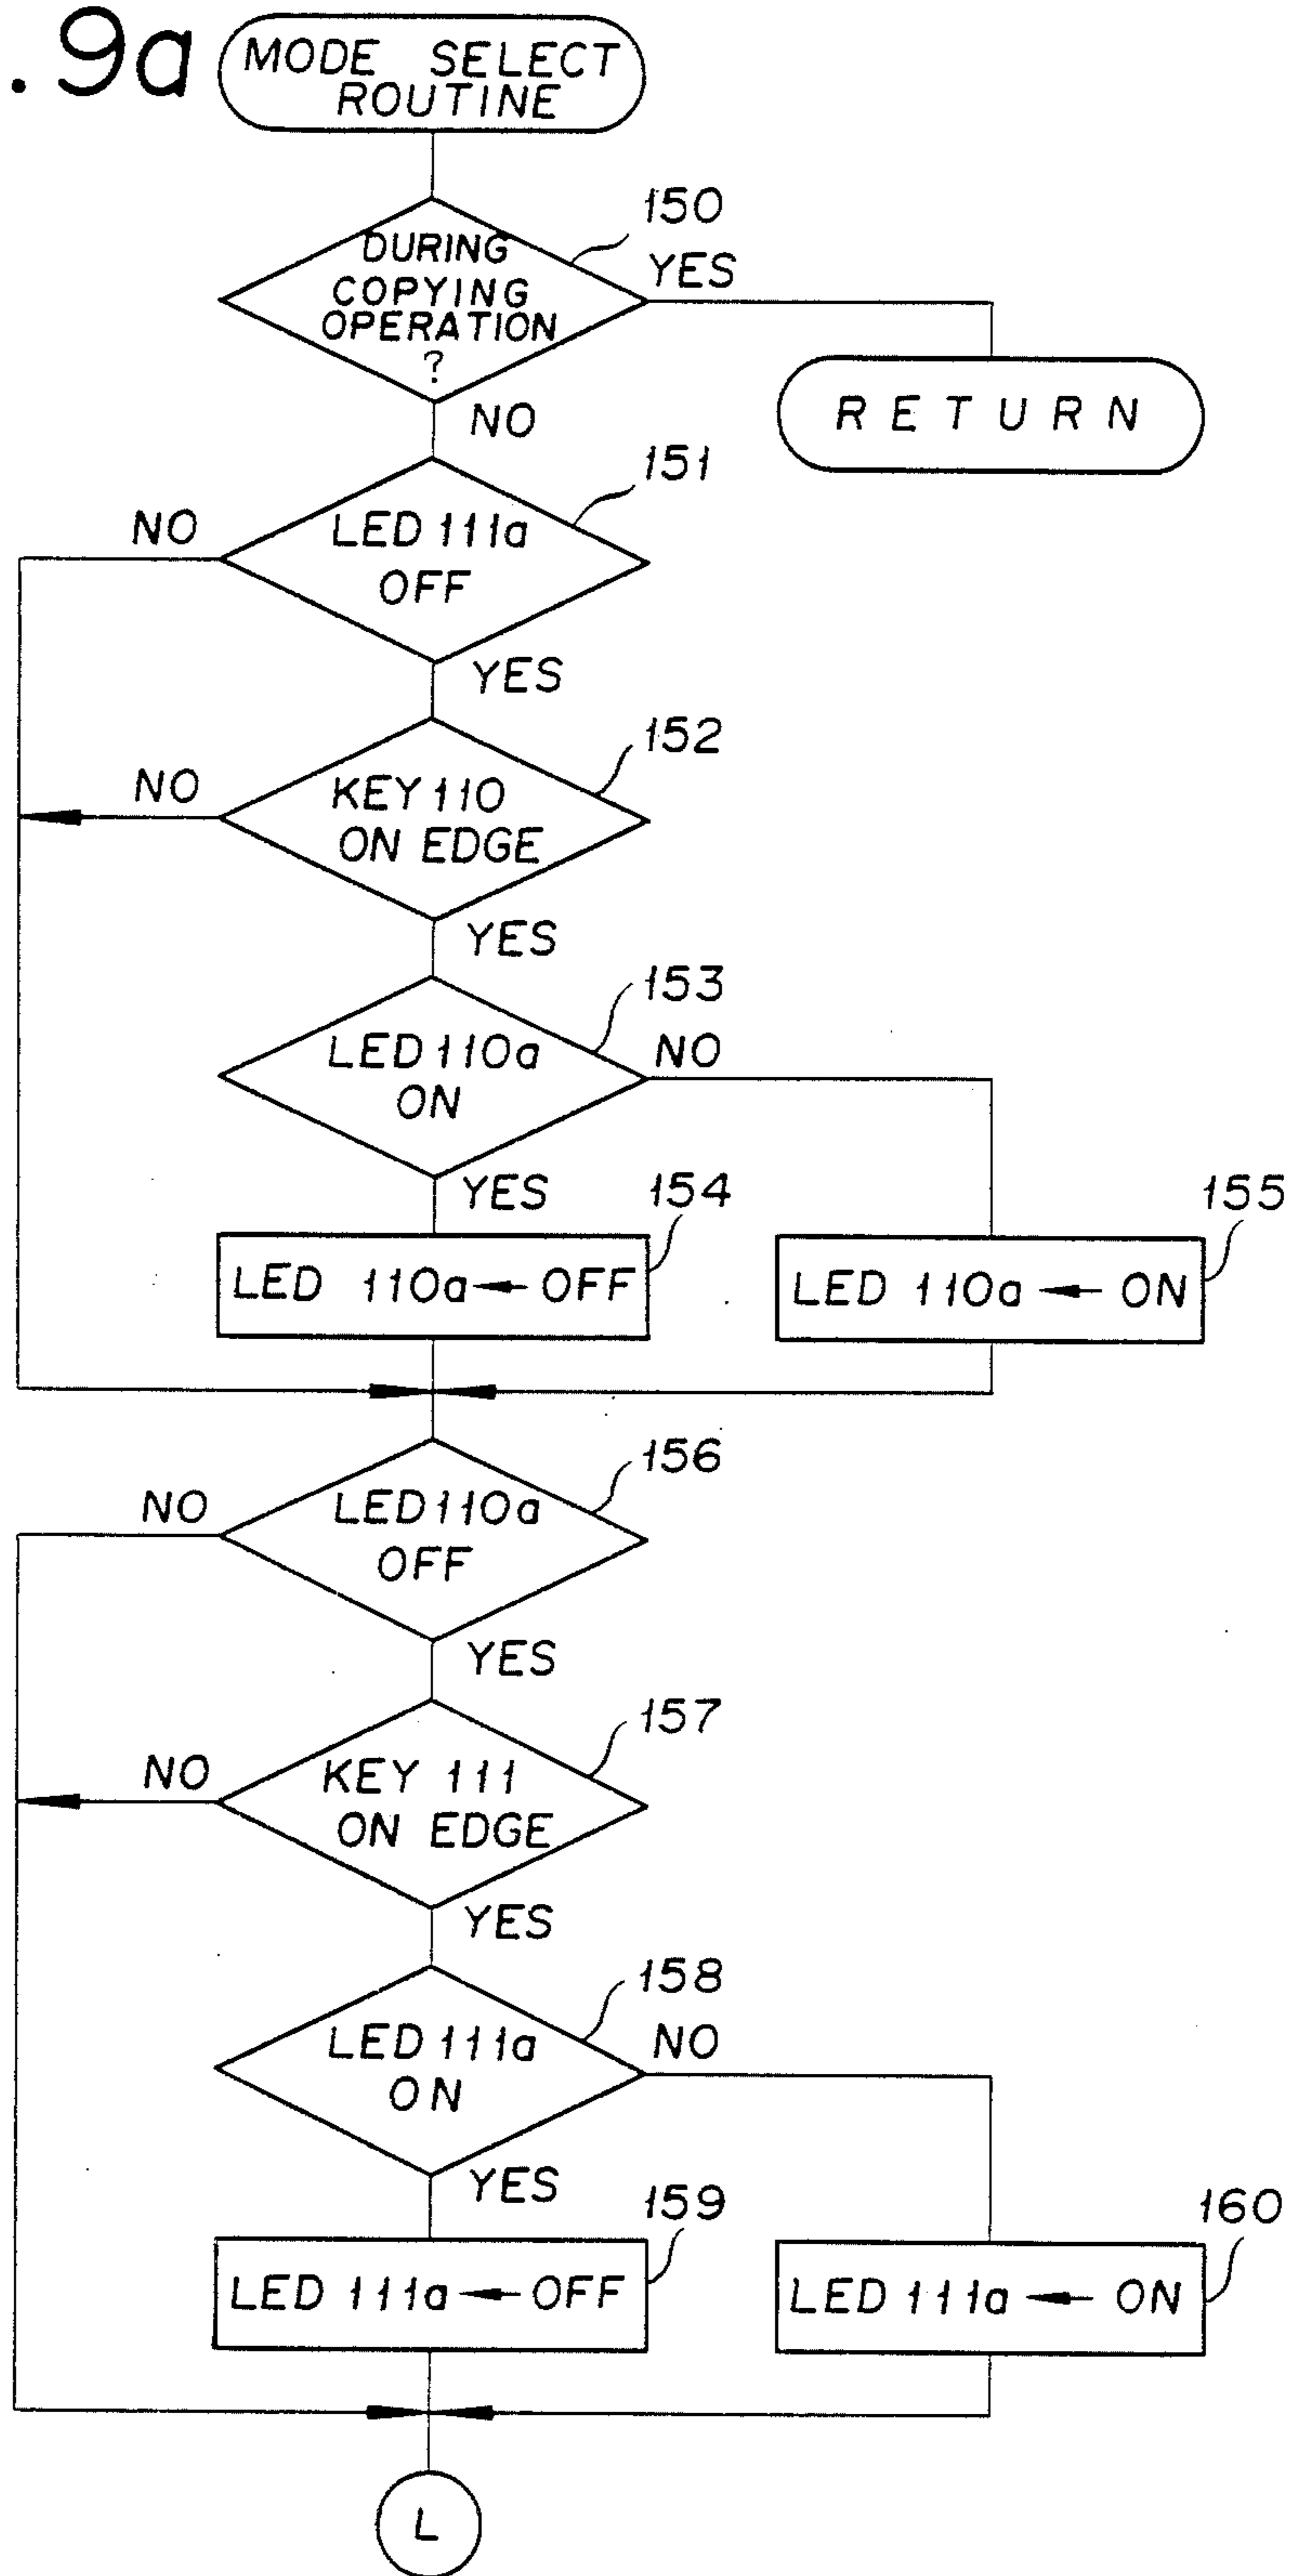 . 9a
MODE SELECT
ROUTINE
150
DURING
COPYING
OPERATION
?
YES
RETURN
NO
151
NO
LED 111a
OFF
YES
152
NO
KEY 110
ON EDGE
YES
153
LED 110a
ON
NO
YES
154
155
LED 110a ← OFF
LED 110a ← ON
156
NO
LED 110a
OFF
YES
157
NO
KEY 111
ON EDGE
YES
158
LED 111a
ON
NO
YES
159
160
LED 111a ← OFF
LED 111a ← ON
L